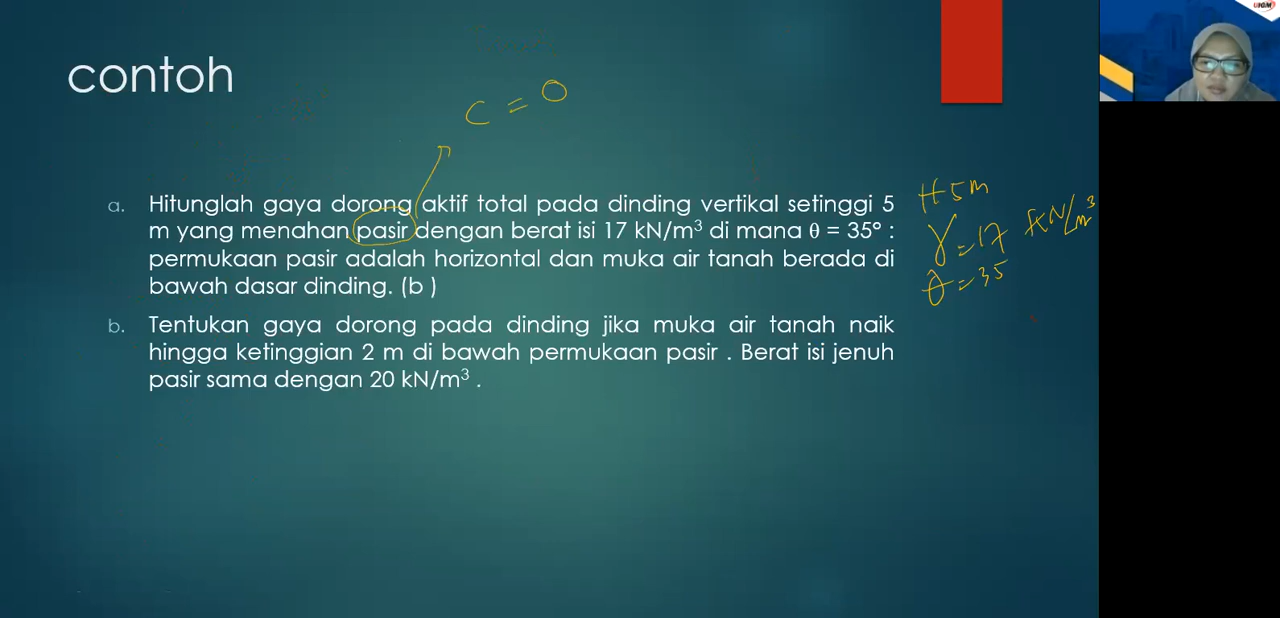 contoh
C = 0
a. Hitunglah gaya dorong aktif total pada dinding vertikal setinggi 5
m yang menahan pasir dengan berat isi 17 kN/m³ di mana θ = 35° :
permukaan pasir adalah horizontal dan muka air tanah berada di
bawah dasar dinding. (b )
b. Tentukan gaya dorong pada dinding jika muka air tanah naik
hingga ketinggian 2 m di bawah permukaan pasir . Berat isi jenuh
pasir sama dengan 20 kN/m³ .
H 5m
γ = 17 kN/m³
θ = 35
UIGM